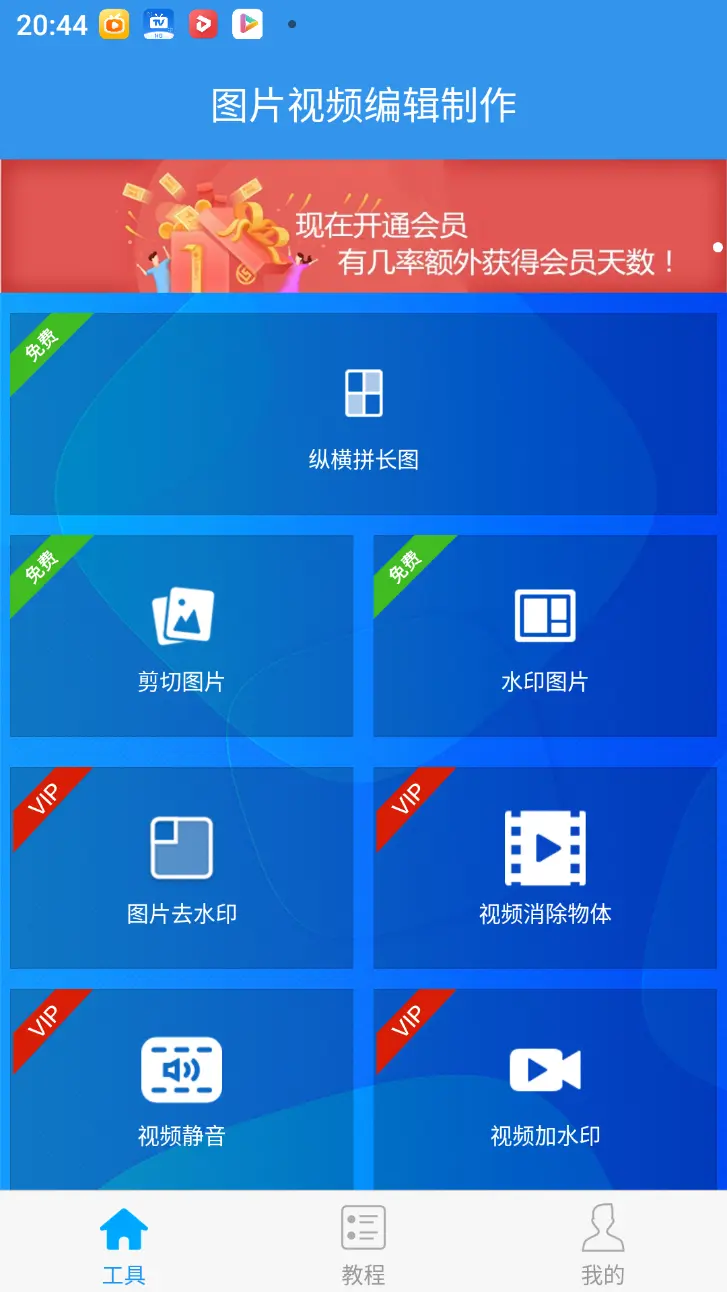 20:44
图片视频编辑制作
现在开通会员
有几率额外获得会员天数！
免费
纵横拼长图
免费
剪切图片
免费
水印图片
VIP
图片去水印
VIP
视频消除物体
VIP
视频静音
VIP
视频加水印
工具
教程
我的